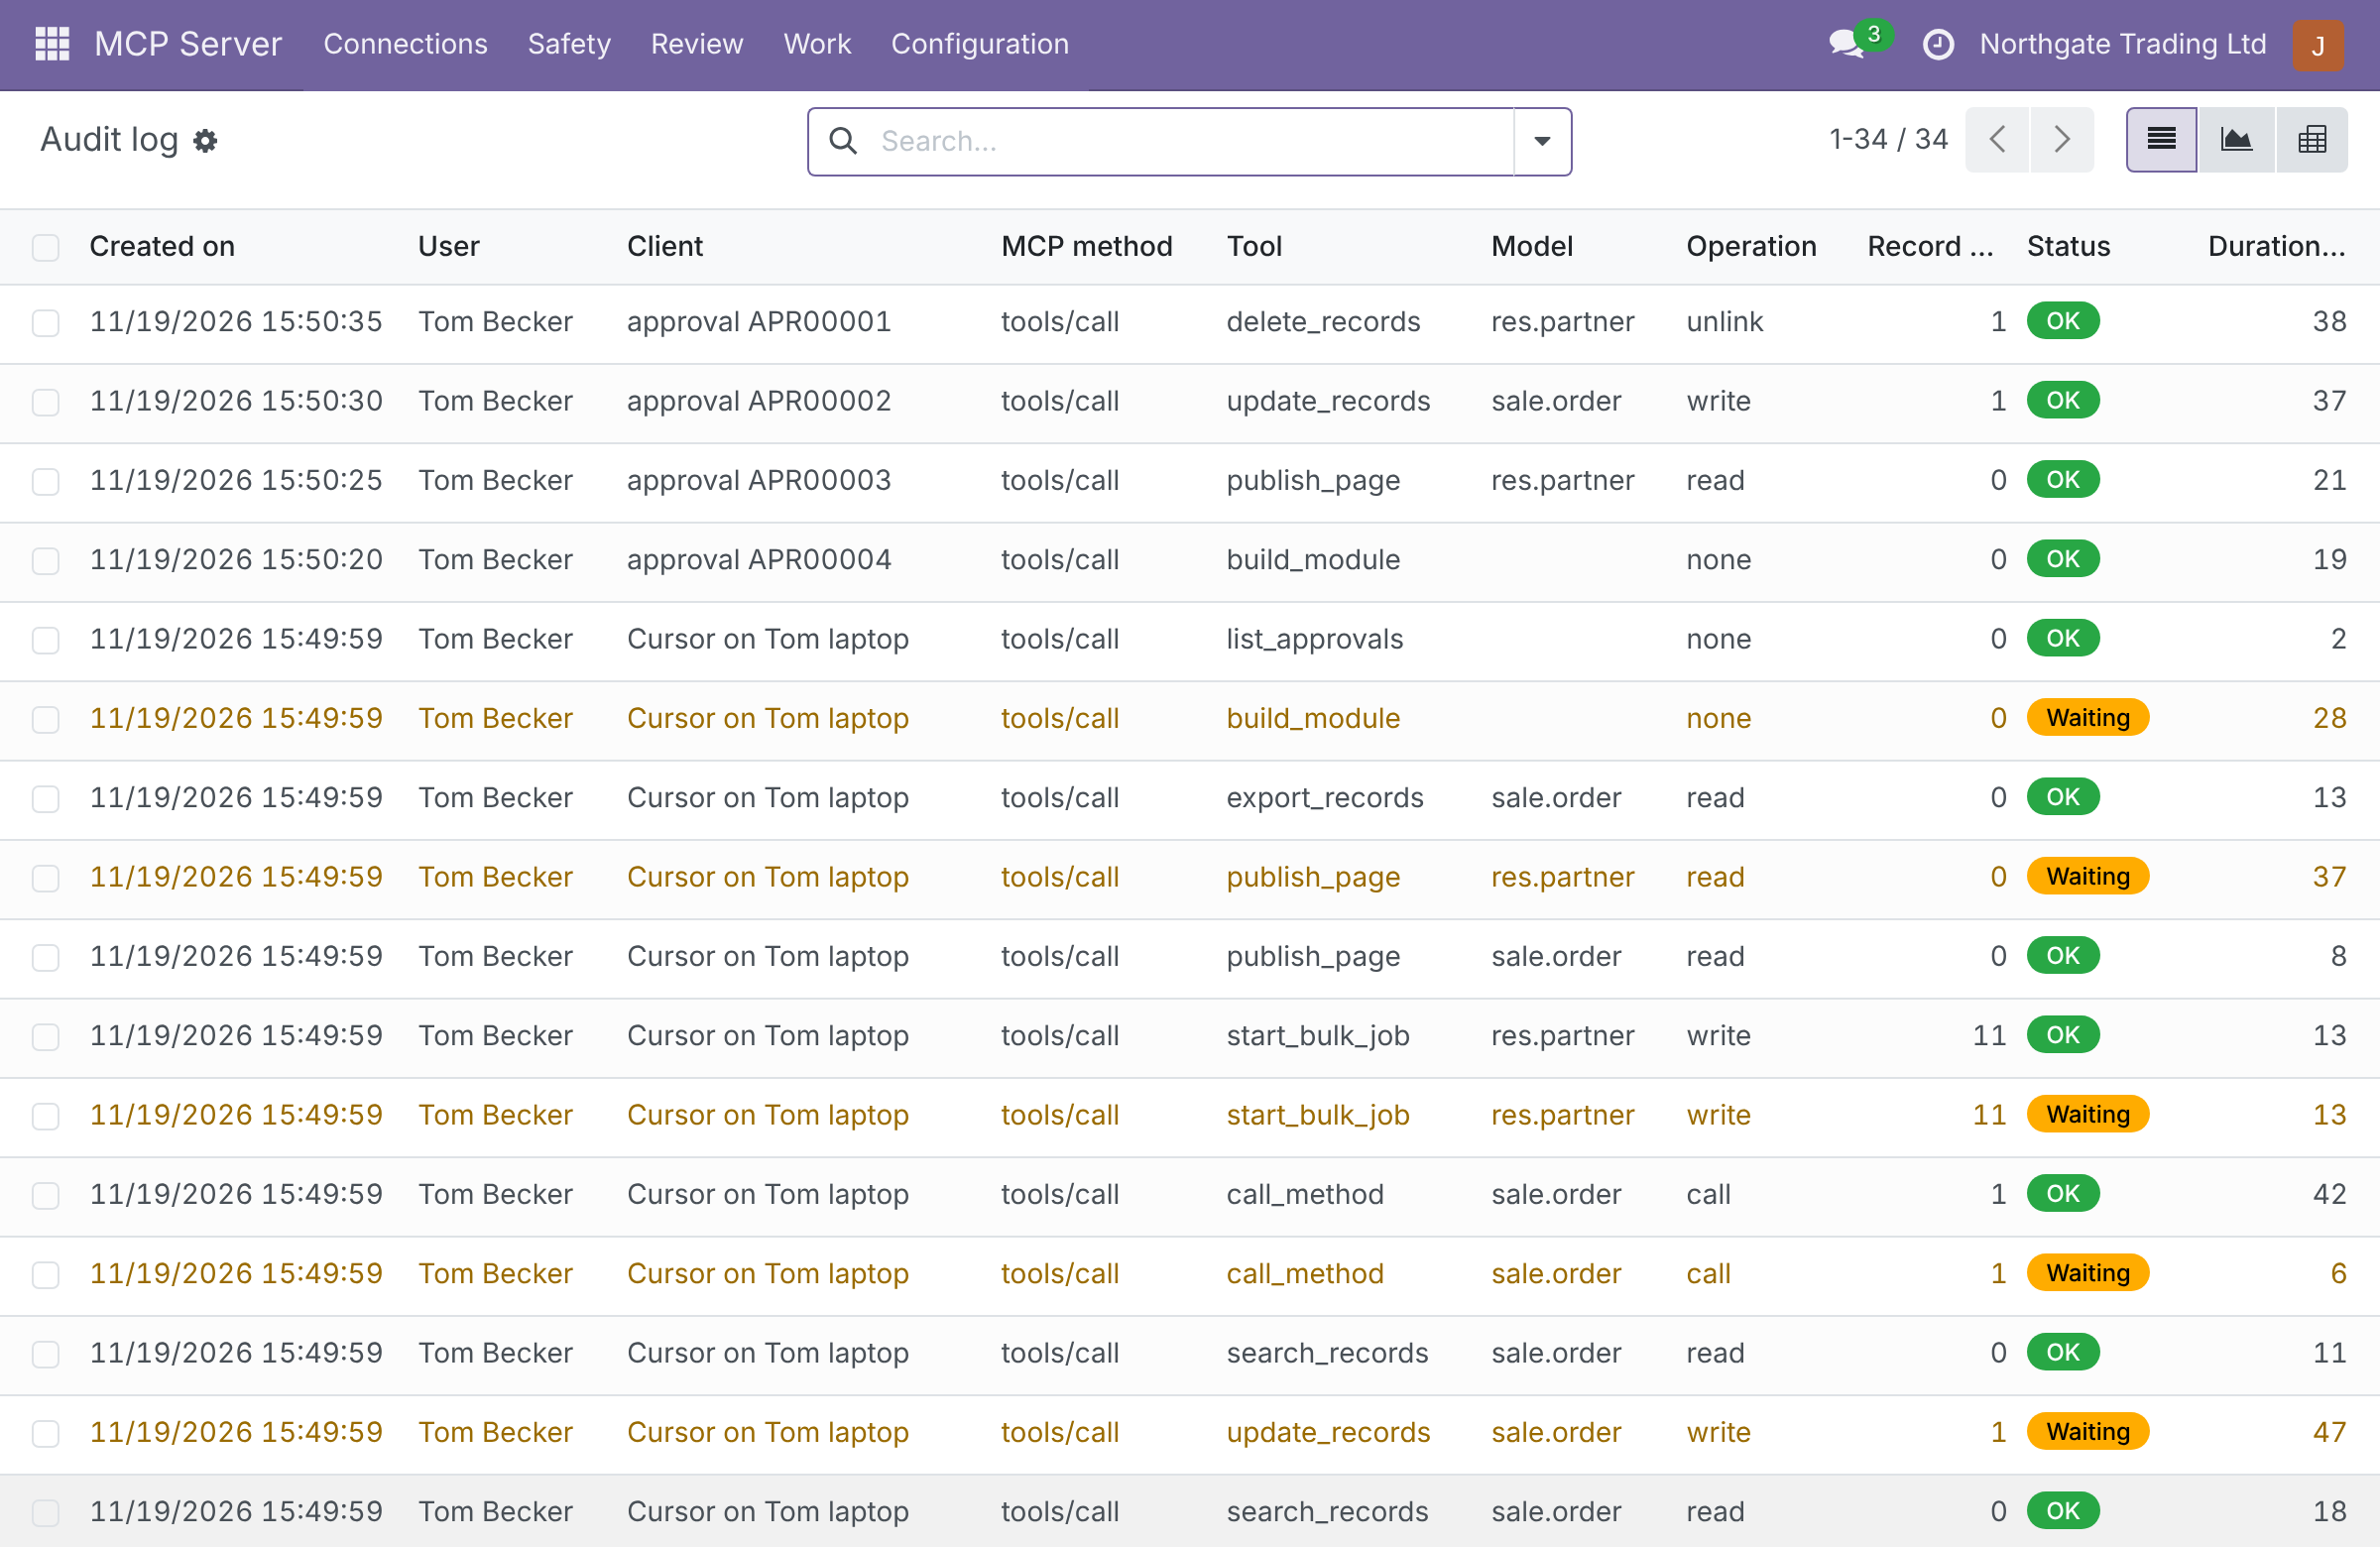 MCP Server Connections Safety Review Work Configuration 3 Northgate Trading Ltd J
Audit log Search... 1-34 / 34
Created on User Client MCP method Tool Model Operation Record ... Status Duration...
11/19/2026 15:50:35 Tom Becker approval APR00001 tools/call delete_records res.partner unlink 1 OK 38
11/19/2026 15:50:30 Tom Becker approval APR00002 tools/call update_records sale.order write 1 OK 37
11/19/2026 15:50:25 Tom Becker approval APR00003 tools/call publish_page res.partner read 0 OK 21
11/19/2026 15:50:20 Tom Becker approval APR00004 tools/call build_module none 0 OK 19
11/19/2026 15:49:59 Tom Becker Cursor on Tom laptop tools/call list_approvals none 0 OK 2
11/19/2026 15:49:59 Tom Becker Cursor on Tom laptop tools/call build_module none 0 Waiting 28
11/19/2026 15:49:59 Tom Becker Cursor on Tom laptop tools/call export_records sale.order read 0 OK 13
11/19/2026 15:49:59 Tom Becker Cursor on Tom laptop tools/call publish_page res.partner read 0 Waiting 37
11/19/2026 15:49:59 Tom Becker Cursor on Tom laptop tools/call publish_page sale.order read 0 OK 8
11/19/2026 15:49:59 Tom Becker Cursor on Tom laptop tools/call start_bulk_job res.partner write 11 OK 13
11/19/2026 15:49:59 Tom Becker Cursor on Tom laptop tools/call start_bulk_job res.partner write 11 Waiting 13
11/19/2026 15:49:59 Tom Becker Cursor on Tom laptop tools/call call_method sale.order call 1 OK 42
11/19/2026 15:49:59 Tom Becker Cursor on Tom laptop tools/call call_method sale.order call 1 Waiting 6
11/19/2026 15:49:59 Tom Becker Cursor on Tom laptop tools/call search_records sale.order read 0 OK 11
11/19/2026 15:49:59 Tom Becker Cursor on Tom laptop tools/call update_records sale.order write 1 Waiting 47
11/19/2026 15:49:59 Tom Becker Cursor on Tom laptop tools/call search_records sale.order read 0 OK 18